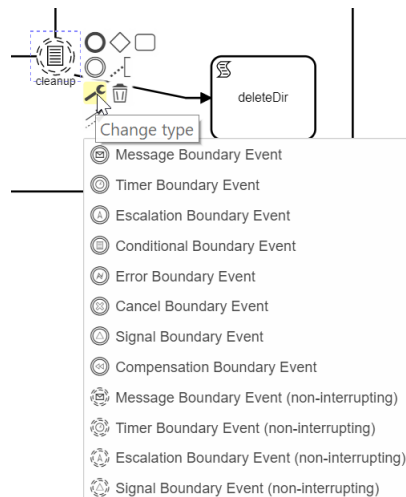 cleanup
deleteDir
Change type
Message Boundary Event
Timer Boundary Event
Escalation Boundary Event
Conditional Boundary Event
Error Boundary Event
Cancel Boundary Event
Signal Boundary Event
Compensation Boundary Event
Message Boundary Event (non-interrupting)
Timer Boundary Event (non-interrupting)
Escalation Boundary Event (non-interrupting)
Signal Boundary Event (non-interrupting)